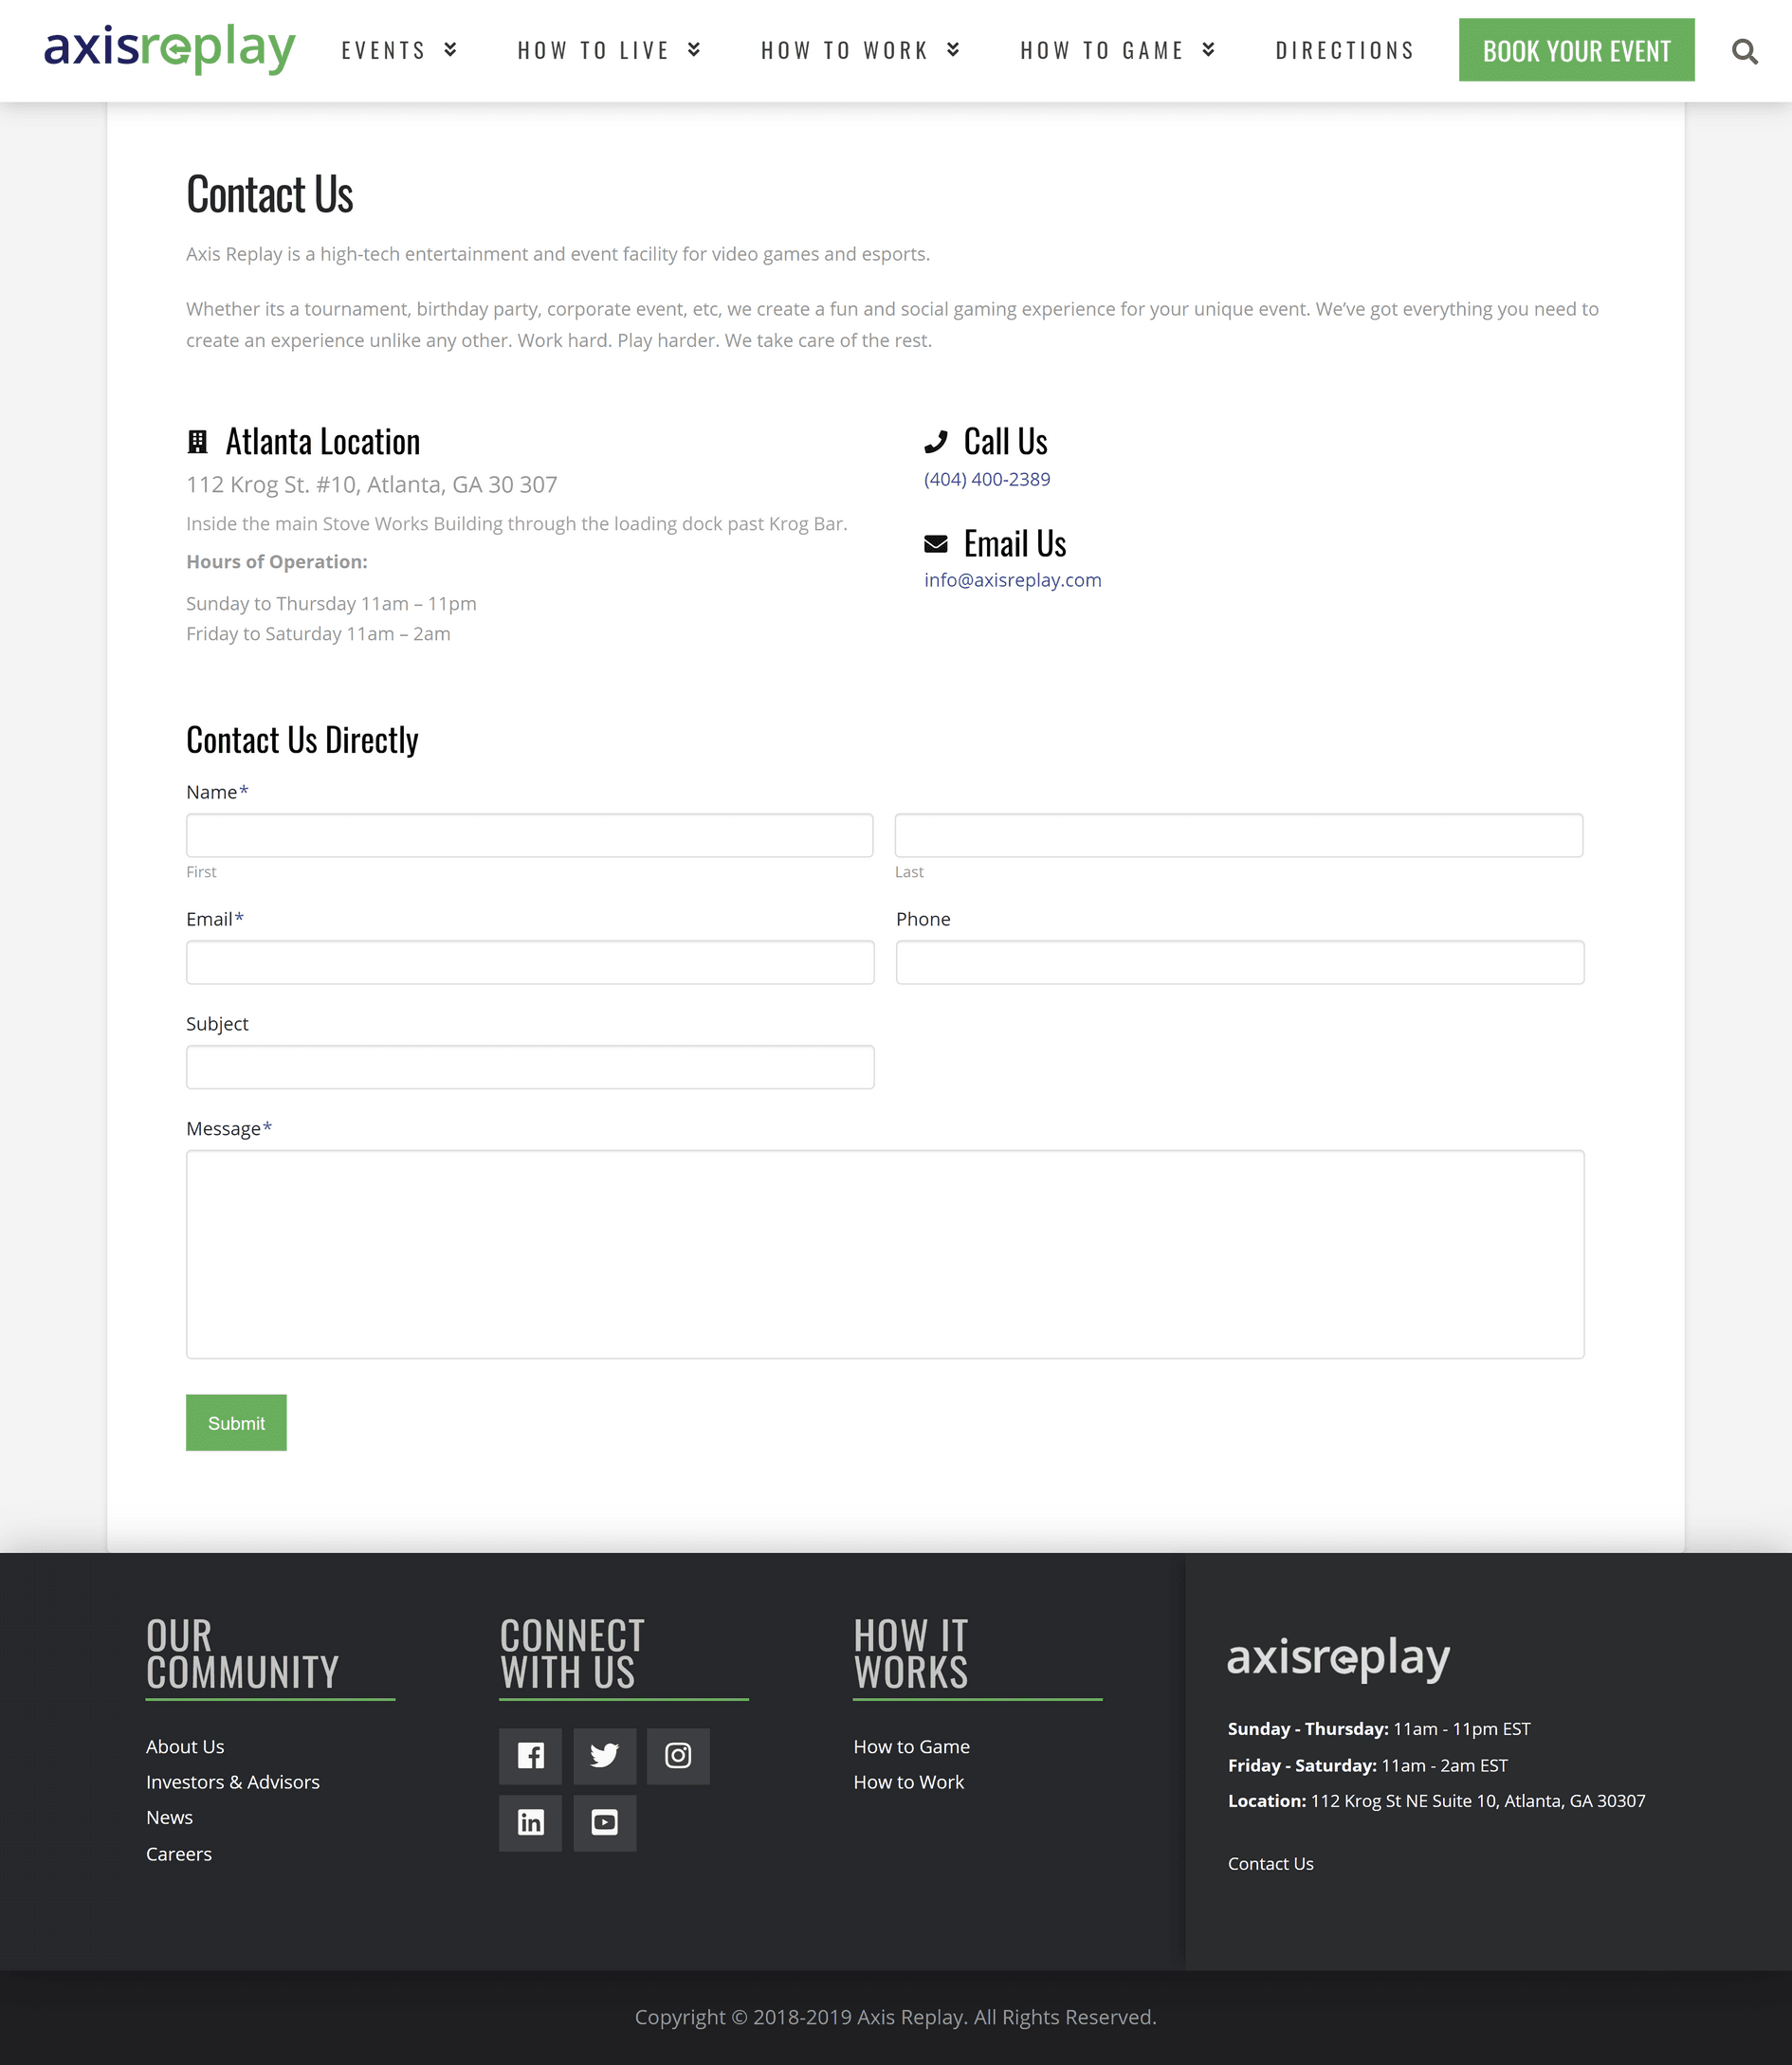 axisreplay
EVENTS
HOW TO LIVE
HOW TO WORK
HOW TO GAME
DIRECTIONS
BOOK YOUR EVENT
Contact Us
Axis Replay is a high-tech entertainment and event facility for video games and esports.
Whether its a tournament, birthday party, corporate event, etc, we create a fun and social gaming experience for your unique event. We’ve got everything you need to
create an experience unlike any other. Work hard. Play harder. We take care of the rest.
Atlanta Location
112 Krog St. #10, Atlanta, GA 30 307
Inside the main Stove Works Building through the loading dock past Krog Bar.
Hours of Operation:
Sunday to Thursday 11am – 11pm
Friday to Saturday 11am – 2am
Call Us
(404) 400-2389
Email Us
info@axisreplay.com
Contact Us Directly
Name*
First
Last
Email*
Phone
Subject
Message*
Submit
OUR
COMMUNITY
About Us
Investors & Advisors
News
Careers
CONNECT
WITH US
HOW IT
WORKS
How to Game
How to Work
axisreplay
Sunday - Thursday: 11am - 11pm EST
Friday - Saturday: 11am - 2am EST
Location: 112 Krog St NE Suite 10, Atlanta, GA 30307
Contact Us
Copyright © 2018-2019 Axis Replay. All Rights Reserved.